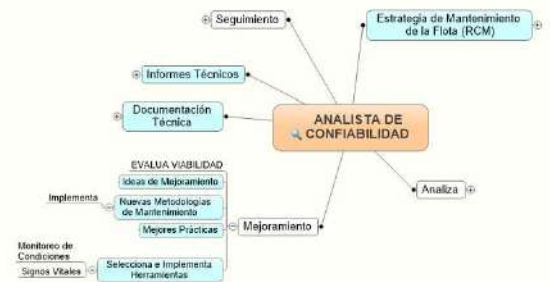 Seguimiento
Estrategia de Mantenimiento
de la Flota (RCM)
Informes Técnicos
Documentación
Técnica
ANALISTA DE
CONFIABILIDAD
Analiza
EVALUA VIABILIDAD
Ideas de Mejoramiento
Implementa
Nuevas Metodologías
de Mantenimiento
Mejoramiento
Mejores Prácticas
Monitoreo de
Condiciones
Signos Vitales
Selecciona e Implementa
Herramientas